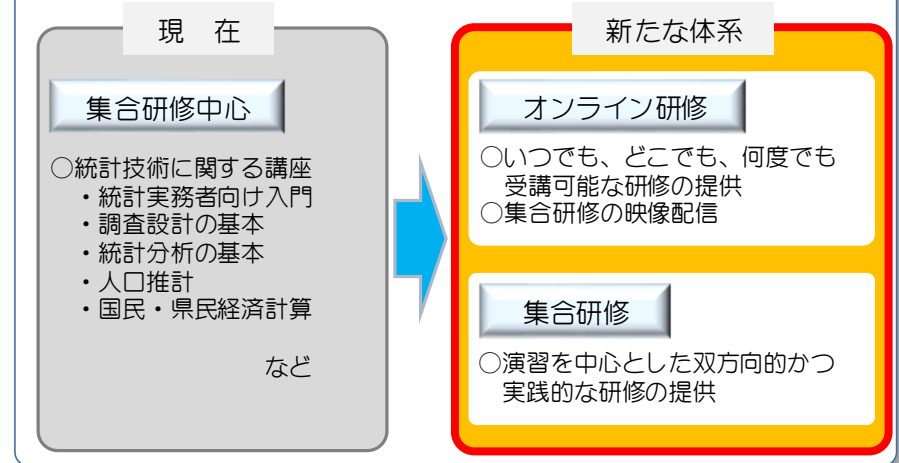 現　在
集合研修中心
○統計技術に関する講座
・統計実務者向け入門
・調査設計の基本
・統計分析の基本
・人口推計
・国民・県民経済計算
など
新たな体系
オンライン研修
○いつでも、どこでも、何度でも
受講可能な研修の提供
○集合研修の映像配信
集合研修
○演習を中心とした双方向的かつ
実践的な研修の提供